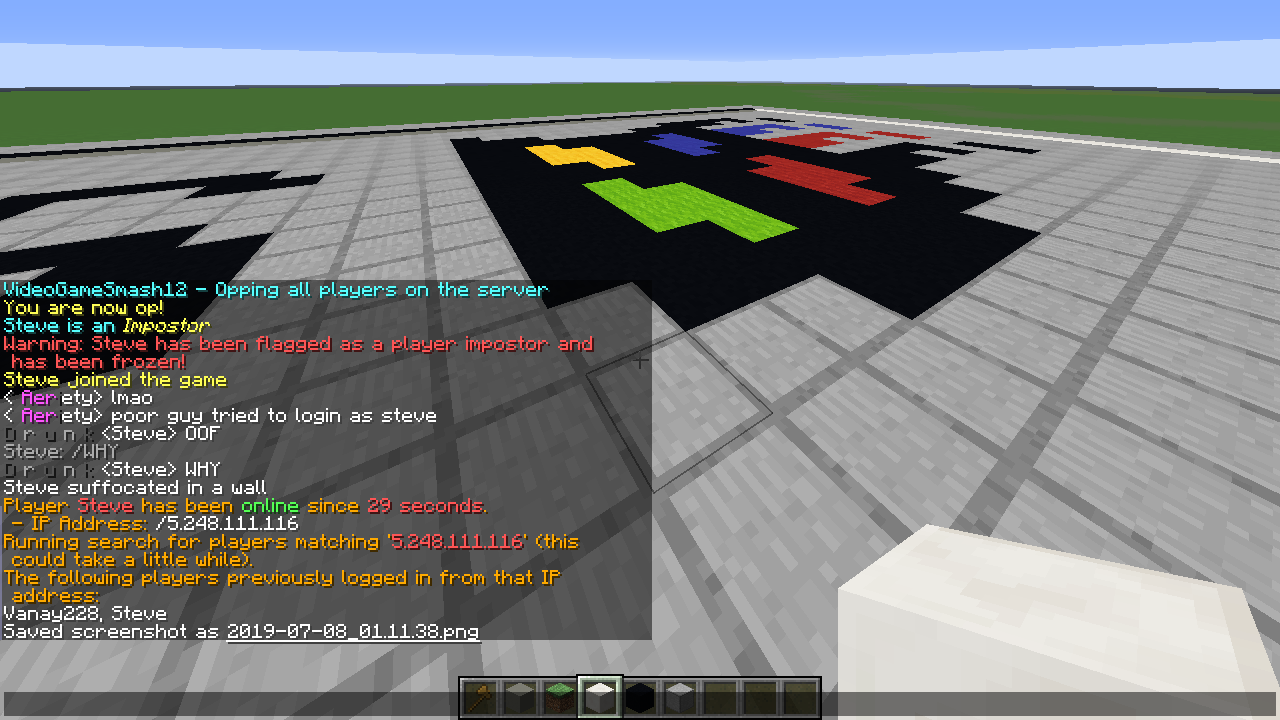 VideoGameSmash12 - Opping all players on the server
You are now op!
Steve is an Impostor
Warning: Steve has been flagged as a player impostor and
has been frozen!
Steve joined the game
< Aerety> lmao
< Aerety> poor guy tried to login as steve
D r u n k <Steve> OOF
Steve: /WHY
D r u n k <Steve> WHY
Steve suffocated in a wall
Player Steve has been online since 29 seconds.
- IP Address: /5.248.111.116
Running search for players matching '5.248.111.116' (this
could take a little while).
The following players previously logged in from that IP
address:
Vanay228, Steve
Saved screenshot as 2019-07-08_01.11.38.png